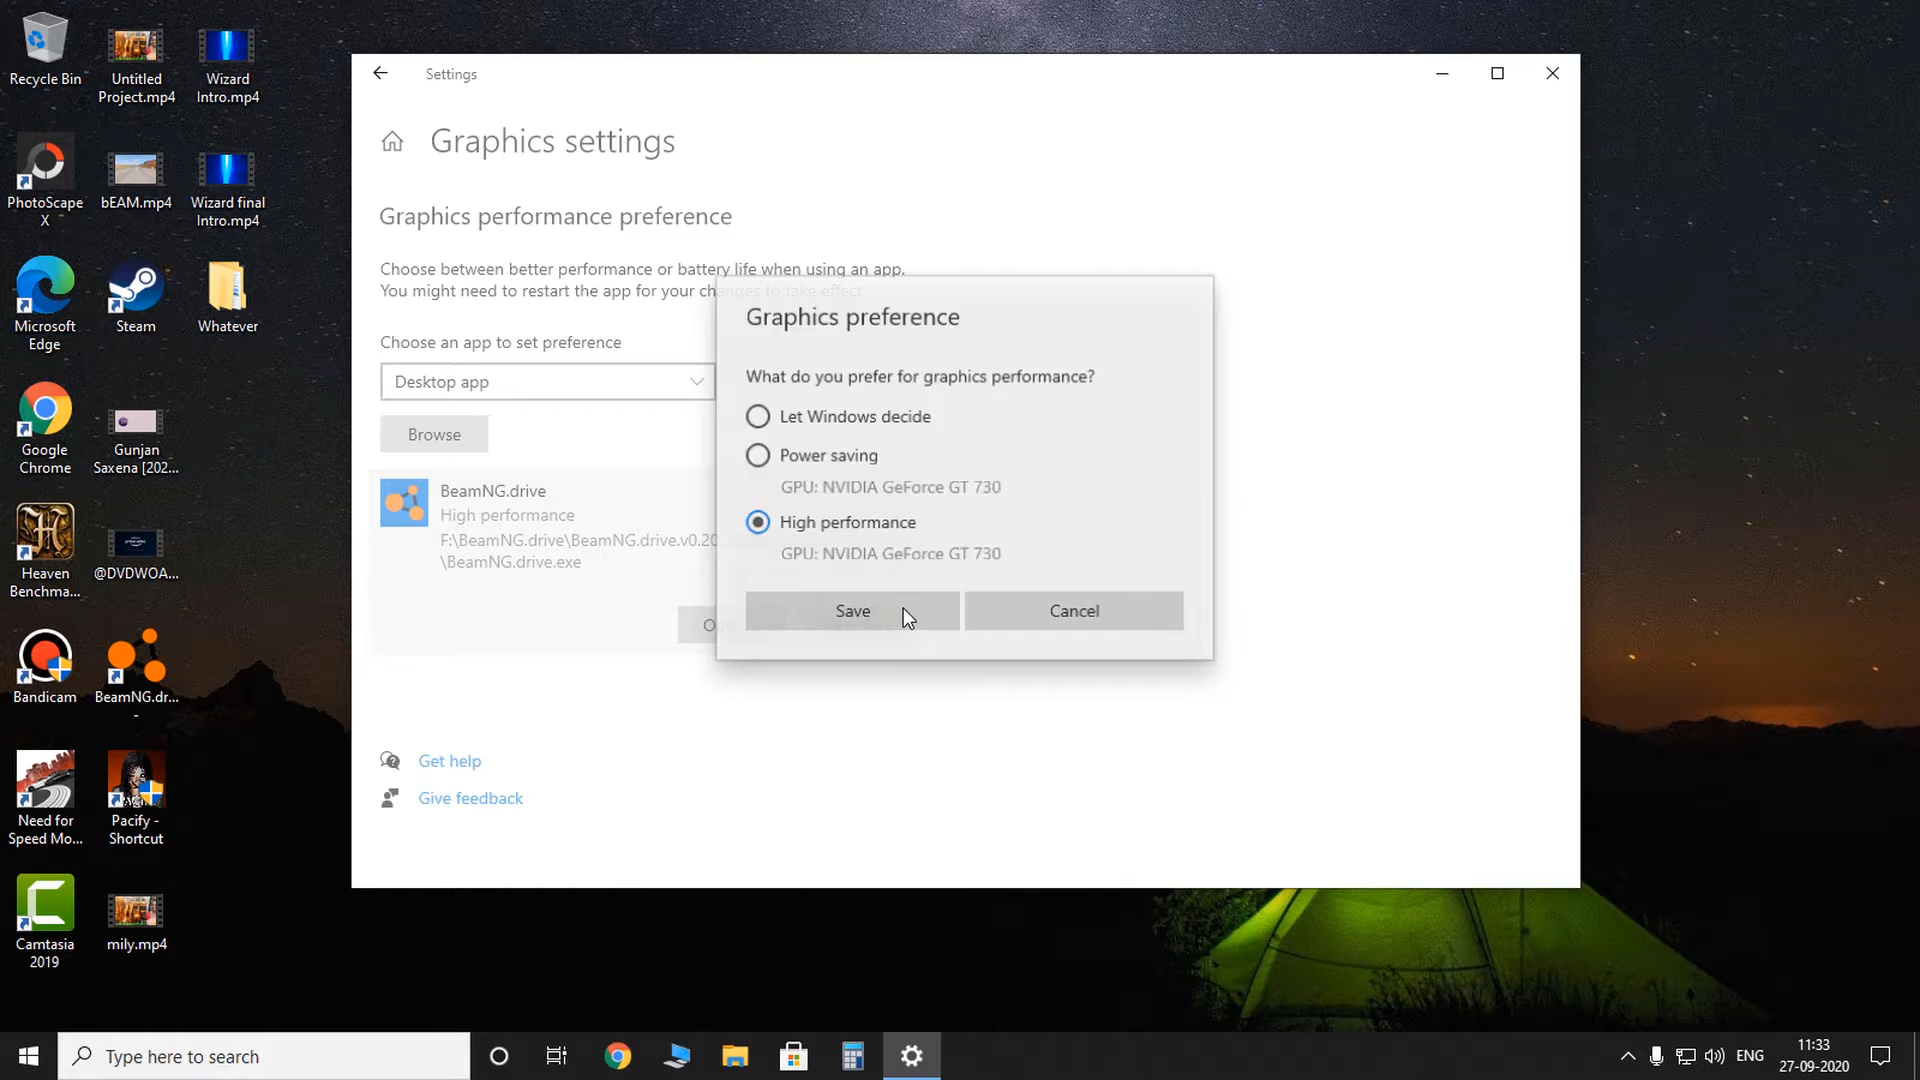 Recycle Bin
Untitled
Project.mp4
Wizard
Intro.mp4
PhotoScape
X
bEAM.mp4
Wizard final
Intro.mp4
Microsoft
Edge
Steam
Whatever
Google
Chrome
Gunjan
Saxena [202...
Heaven
Benchma...
@DVDWOA...
Bandicam
BeamNG.dr...
-
Need for
Speed Mo...
Pacify -
Shortcut
Camtasia
2019
mily.mp4
Settings
Graphics settings
Graphics performance preference
Choose between better performance or battery life when using an app.
You might need to restart the app for your changes to take effect
Choose an app to set preference
Desktop app
Browse
BeamNG.drive
High performance
F:\BeamNG.drive\BeamNG.drive.v0.20
\BeamNG.drive.exe
Get help
Give feedback
Graphics preference
What do you prefer for graphics performance?
Let Windows decide
Power saving
GPU: NVIDIA GeForce GT 730
High performance
GPU: NVIDIA GeForce GT 730
Save
Cancel
Type here to search
ENG
11:33
27-09-2020